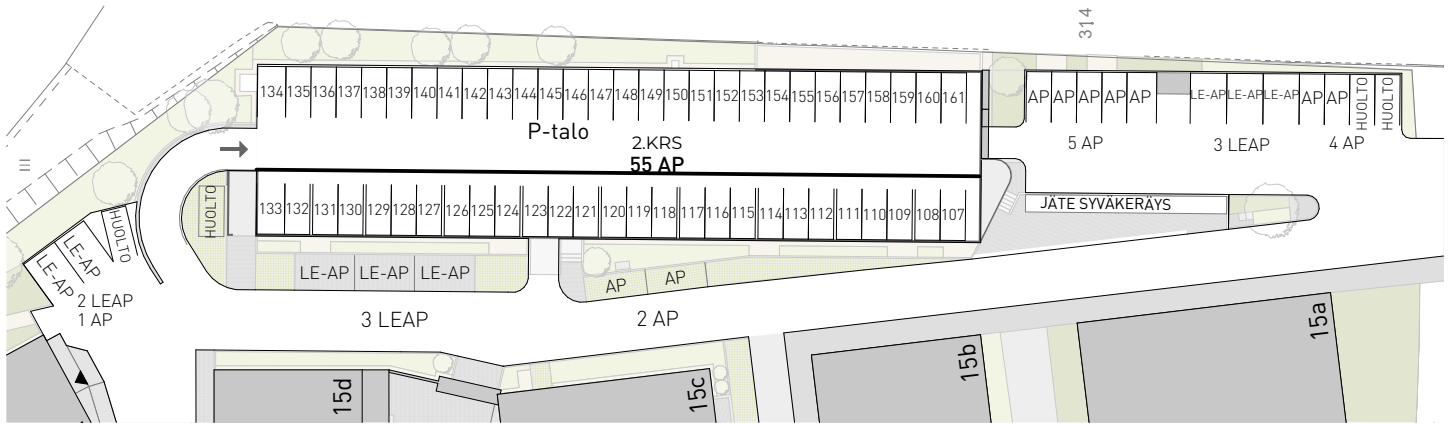 314
134 135 136 137 138 139 140 141 142 143 144 145 146 147 148 149 150 151 152 153 154 155 156 157 158 159 160 161
AP AP AP AP AP LE-AP LE-AP LE-AP AP AP HUOLTO HUOLTO
P-talo
2.KRS
55 AP
5 AP
3 LEAP
4 AP
III
HUOLTO
133 132 131 130 129 128 127 126 125 124 123 122 121 120 119 118 117 116 115 114 113 112 111 110 109 108 107
JÄTE SYVÄKERÄYS
HUOLTO
LE-AP
LE-AP
2 LEAP
1 AP
LE-AP LE-AP LE-AP
AP AP
3 LEAP
2 AP
15d
15c
15b
15a